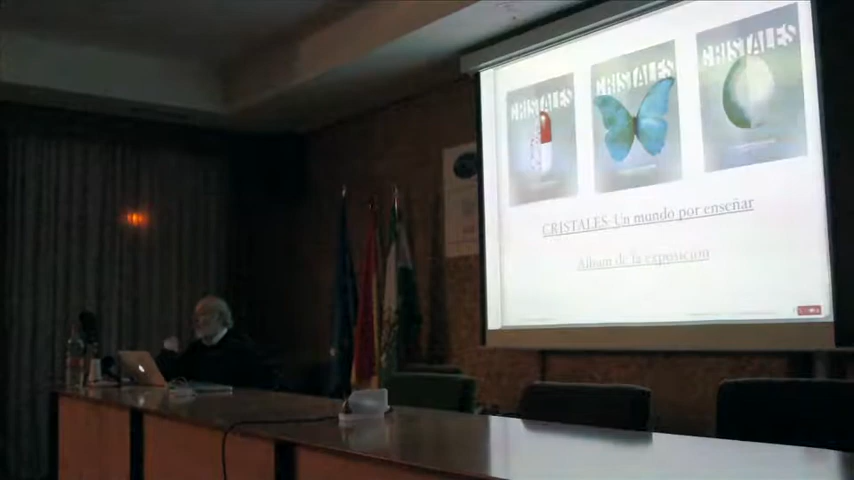 CRISTALES CRISTALES CRISTALES
CRISTALES- Un mundo por enseñar
Álbum de la exposición